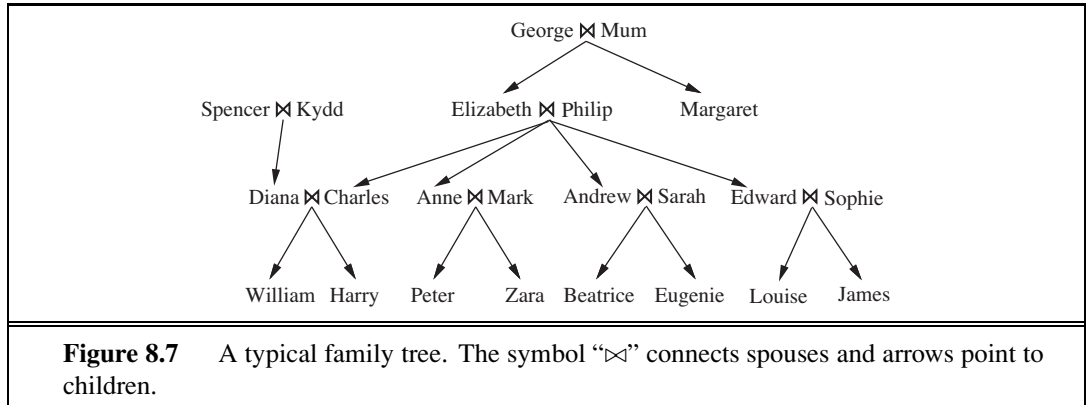 George ⋈ Mum
Spencer ⋈ Kydd Elizabeth ⋈ Philip Margaret
Diana ⋈ Charles Anne ⋈ Mark Andrew ⋈ Sarah Edward ⋈ Sophie
William Harry Peter Zara Beatrice Eugenie Louise James
Figure 8.7 A typical family tree. The symbol “⋈” connects spouses and arrows point to
children.